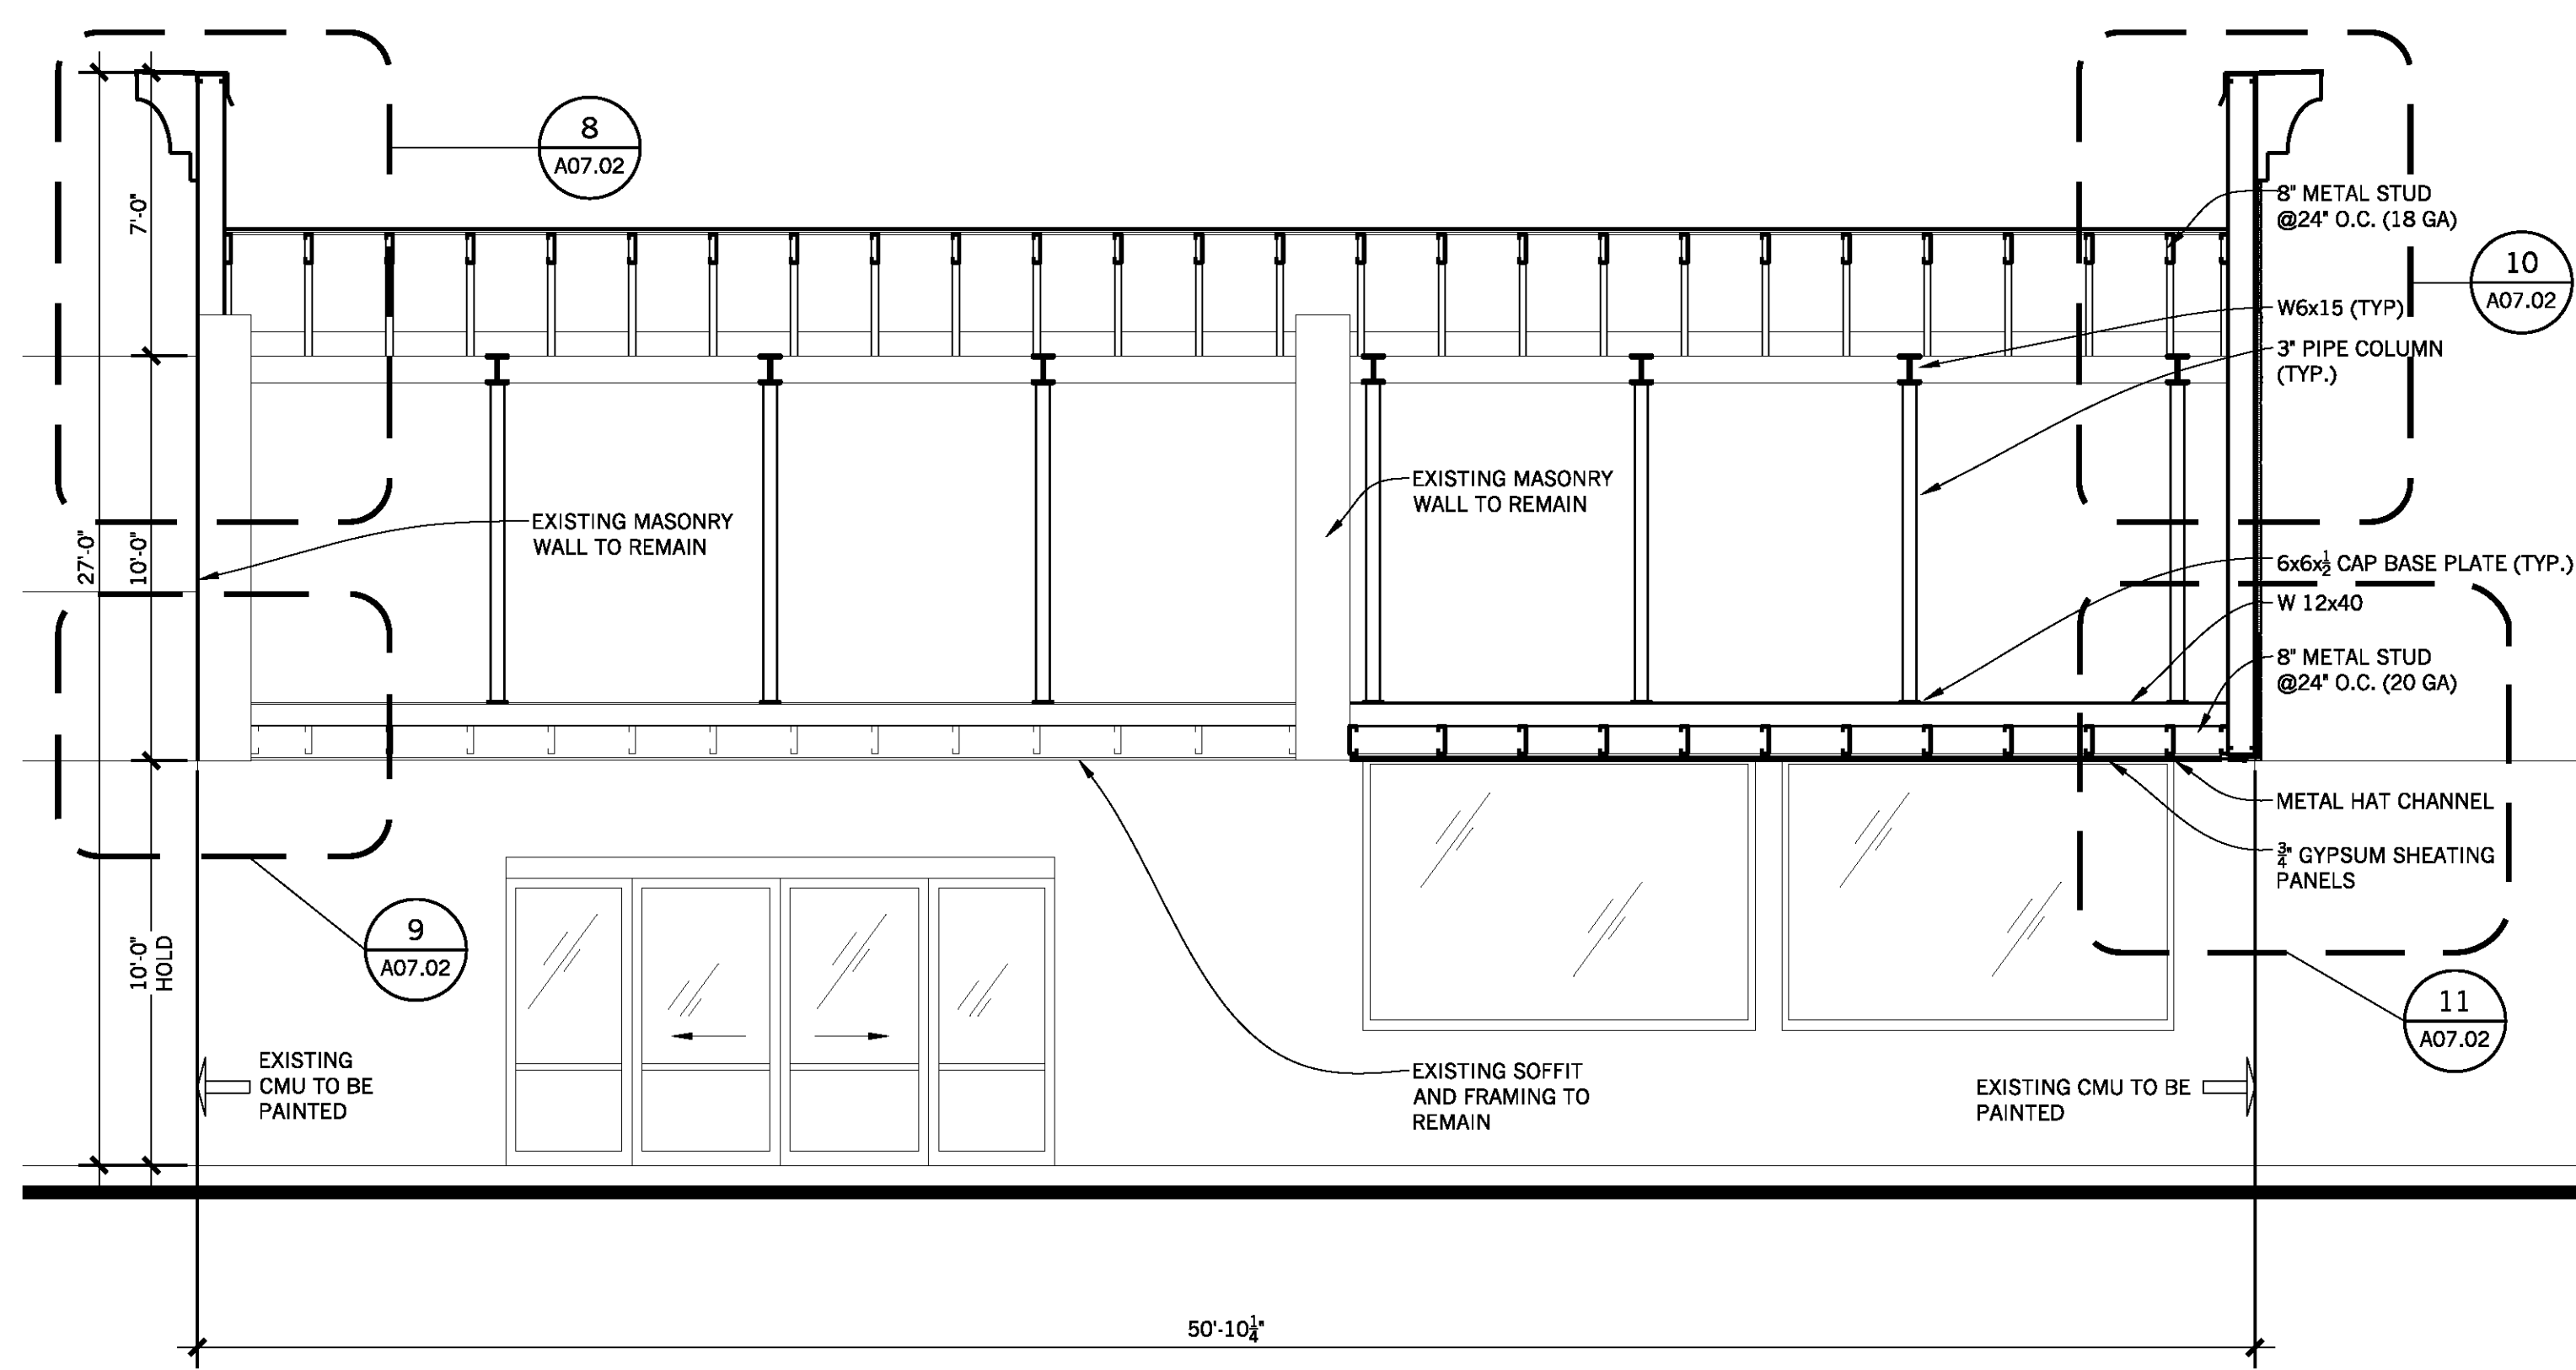 8
A07.02
8" METAL STUD
@24" O.C. (18 GA)
10
A07.02
7'-0"
W6x15 (TYP)
3" PIPE COLUMN
(TYP.)
EXISTING MASONRY
WALL TO REMAIN
EXISTING MASONRY
WALL TO REMAIN
27'-0"
10'-0"
6x6x½ CAP BASE PLATE (TYP.)
W 12x40
8" METAL STUD
@24" O.C. (20 GA)
METAL HAT CHANNEL
¾" GYPSUM SHEATING
PANELS
9
A07.02
10'-0"
HOLD
11
A07.02
EXISTING
CMU TO BE
PAINTED
EXISTING SOFFIT
AND FRAMING TO
REMAIN
EXISTING CMU TO BE
PAINTED
50'-10¼"